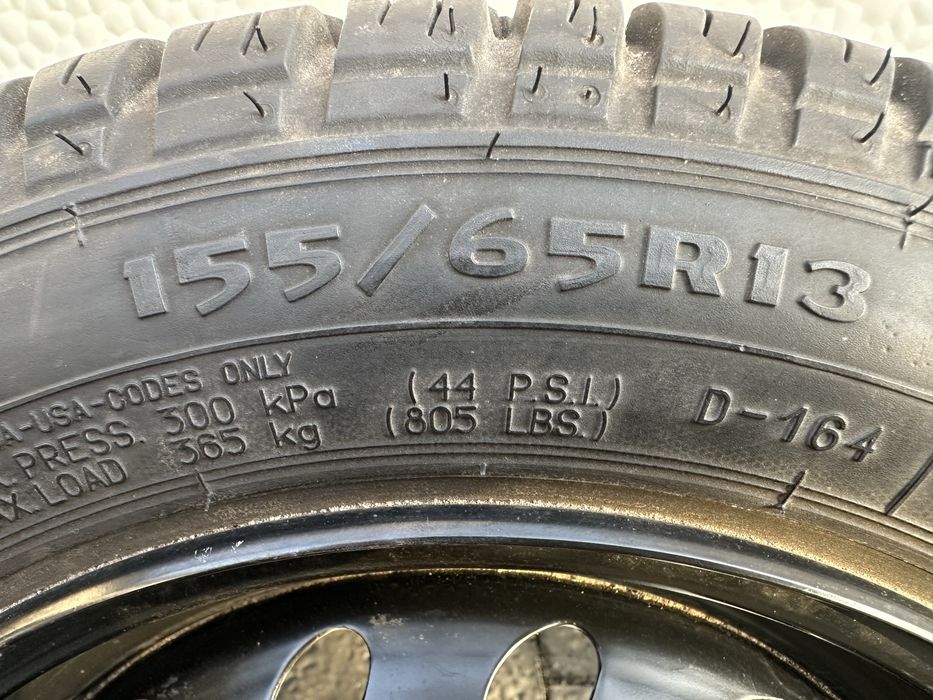 155/65R13
-USA-CODES ONLY
PRESS. 300 kPa (44 P.S.I.)
LOAD 365 kg (805 LBS.)
D-164